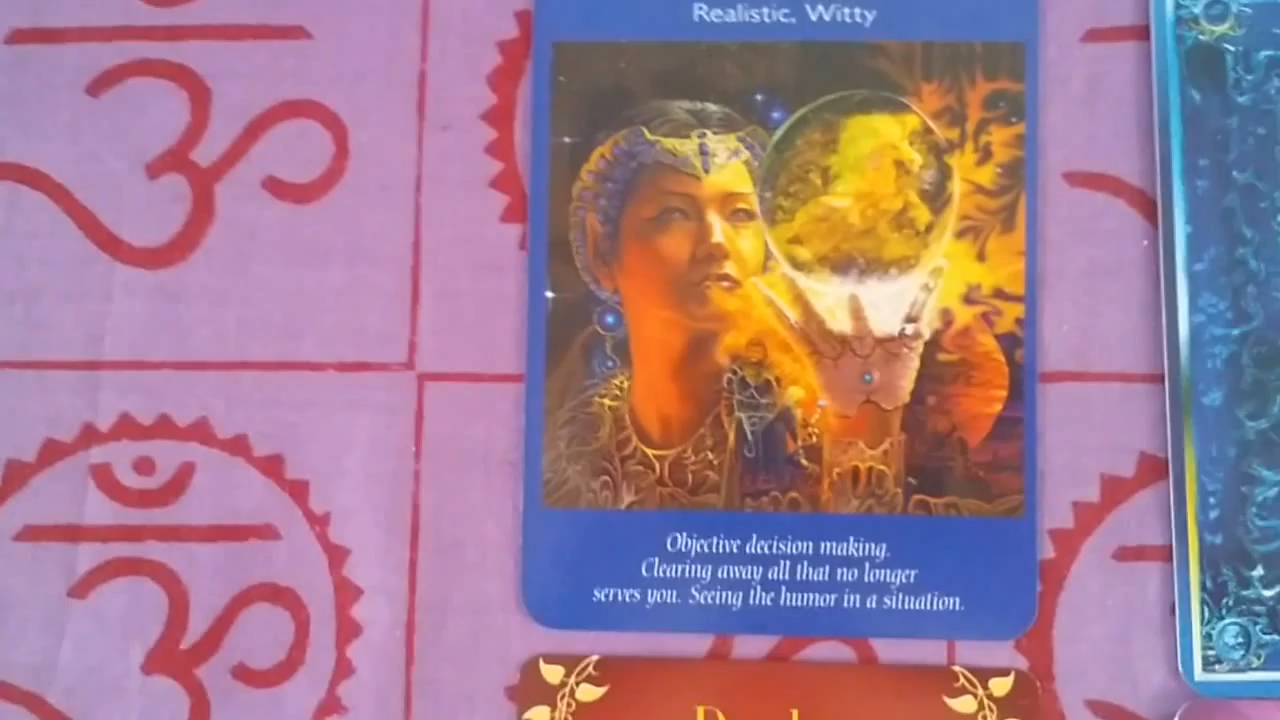 Realistic, Witty
Objective decision making.
Clearing away all that no longer
serves you. Seeing the humor in a situation.